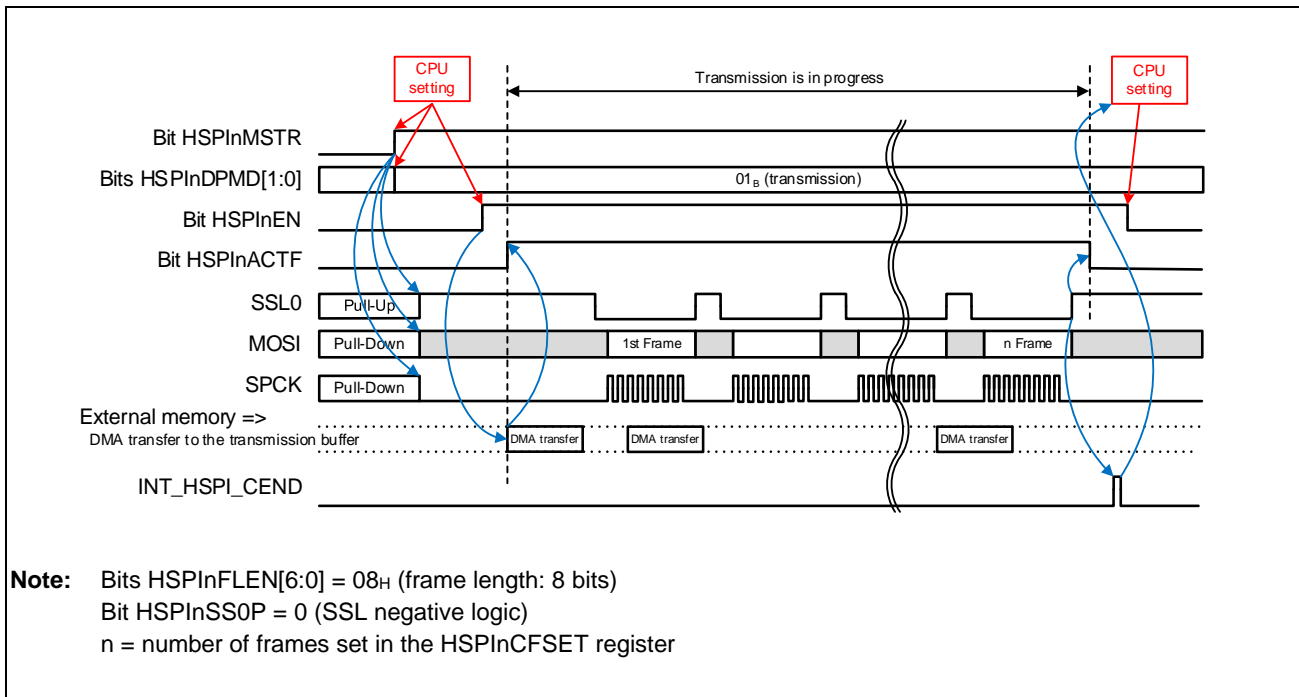 CPU
setting
Transmission is in progress
CPU
setting
Bit HSPInMSTR
Bits HSPInDPMD[1:0]
01B (transmission)
Bit HSPInEN
Bit HSPInACTF
SSL0
Pull-Up
MOSI
Pull-Down
1st Frame
n Frame
SPCK
Pull-Down
External memory =>
DMA transfer to the transmission buffer
DMA transfer
DMA transfer
DMA transfer
INT_HSPI_CEND
Note: Bits HSPInFLEN[6:0] = 08H (frame length: 8 bits)
Bit HSPInSS0P = 0 (SSL negative logic)
n = number of frames set in the HSPInCFSET register